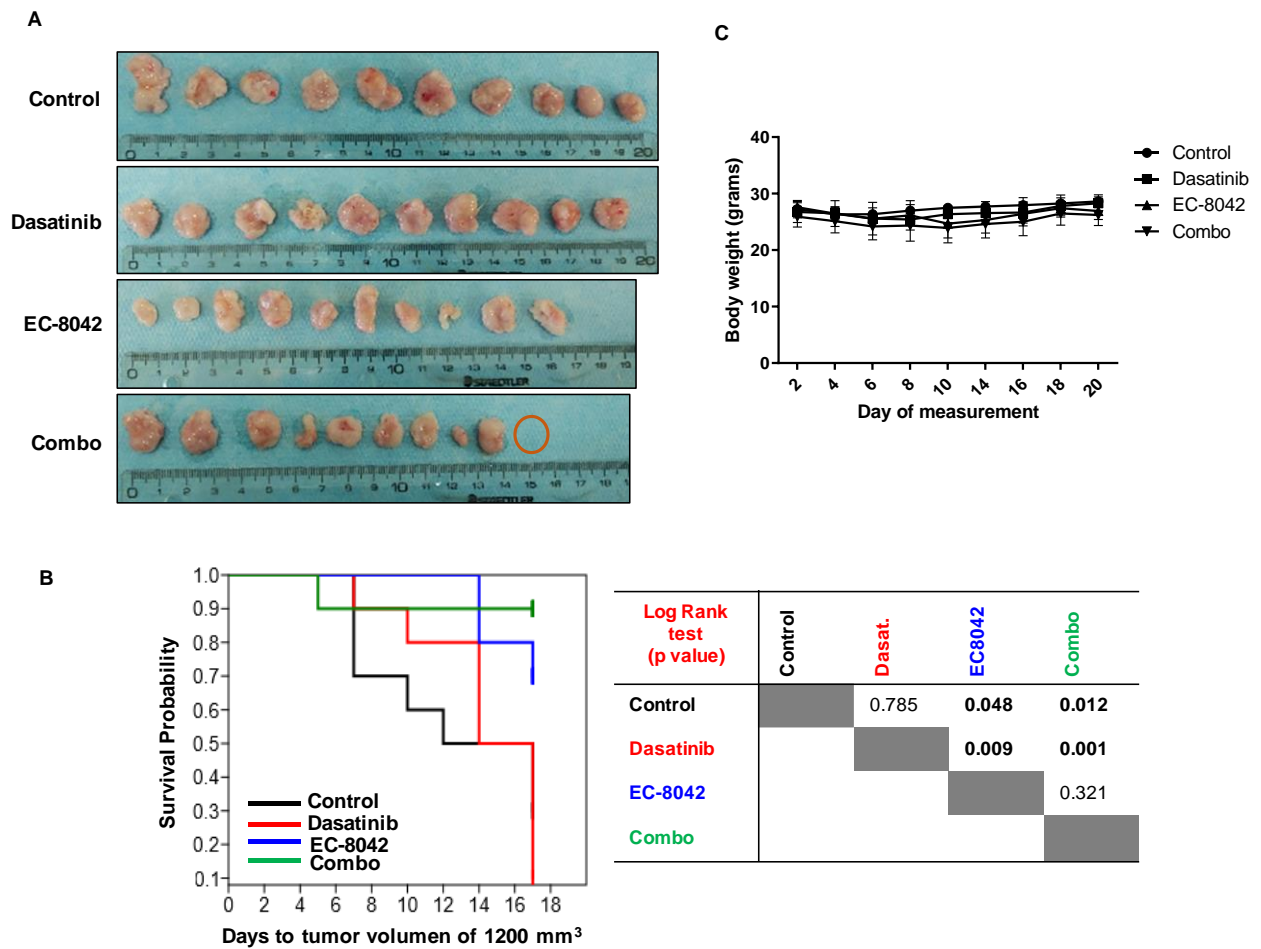 A
Control
Dasatinib
EC-8042
Combo
C
Body weight (grams)
40
30
20
10
0
2 4 6 8 10 14 16 18 20
Day of measurement
Control
Dasatinib
EC-8042
Combo
B
Survival Probability
1.0
0.9
0.8
0.7
0.6
0.5
0.4
0.3
0.2
0.1
0 2 4 6 8 10 12 14 16 18
Days to tumor volumen of 1200 mm³
Control
Dasatinib
EC-8042
Combo
Log Rank
test
(p value)
Control
Dasat.
EC8042
Combo
Control 0.785 0.048 0.012
Dasatinib 0.009 0.001
EC-8042 0.321
Combo